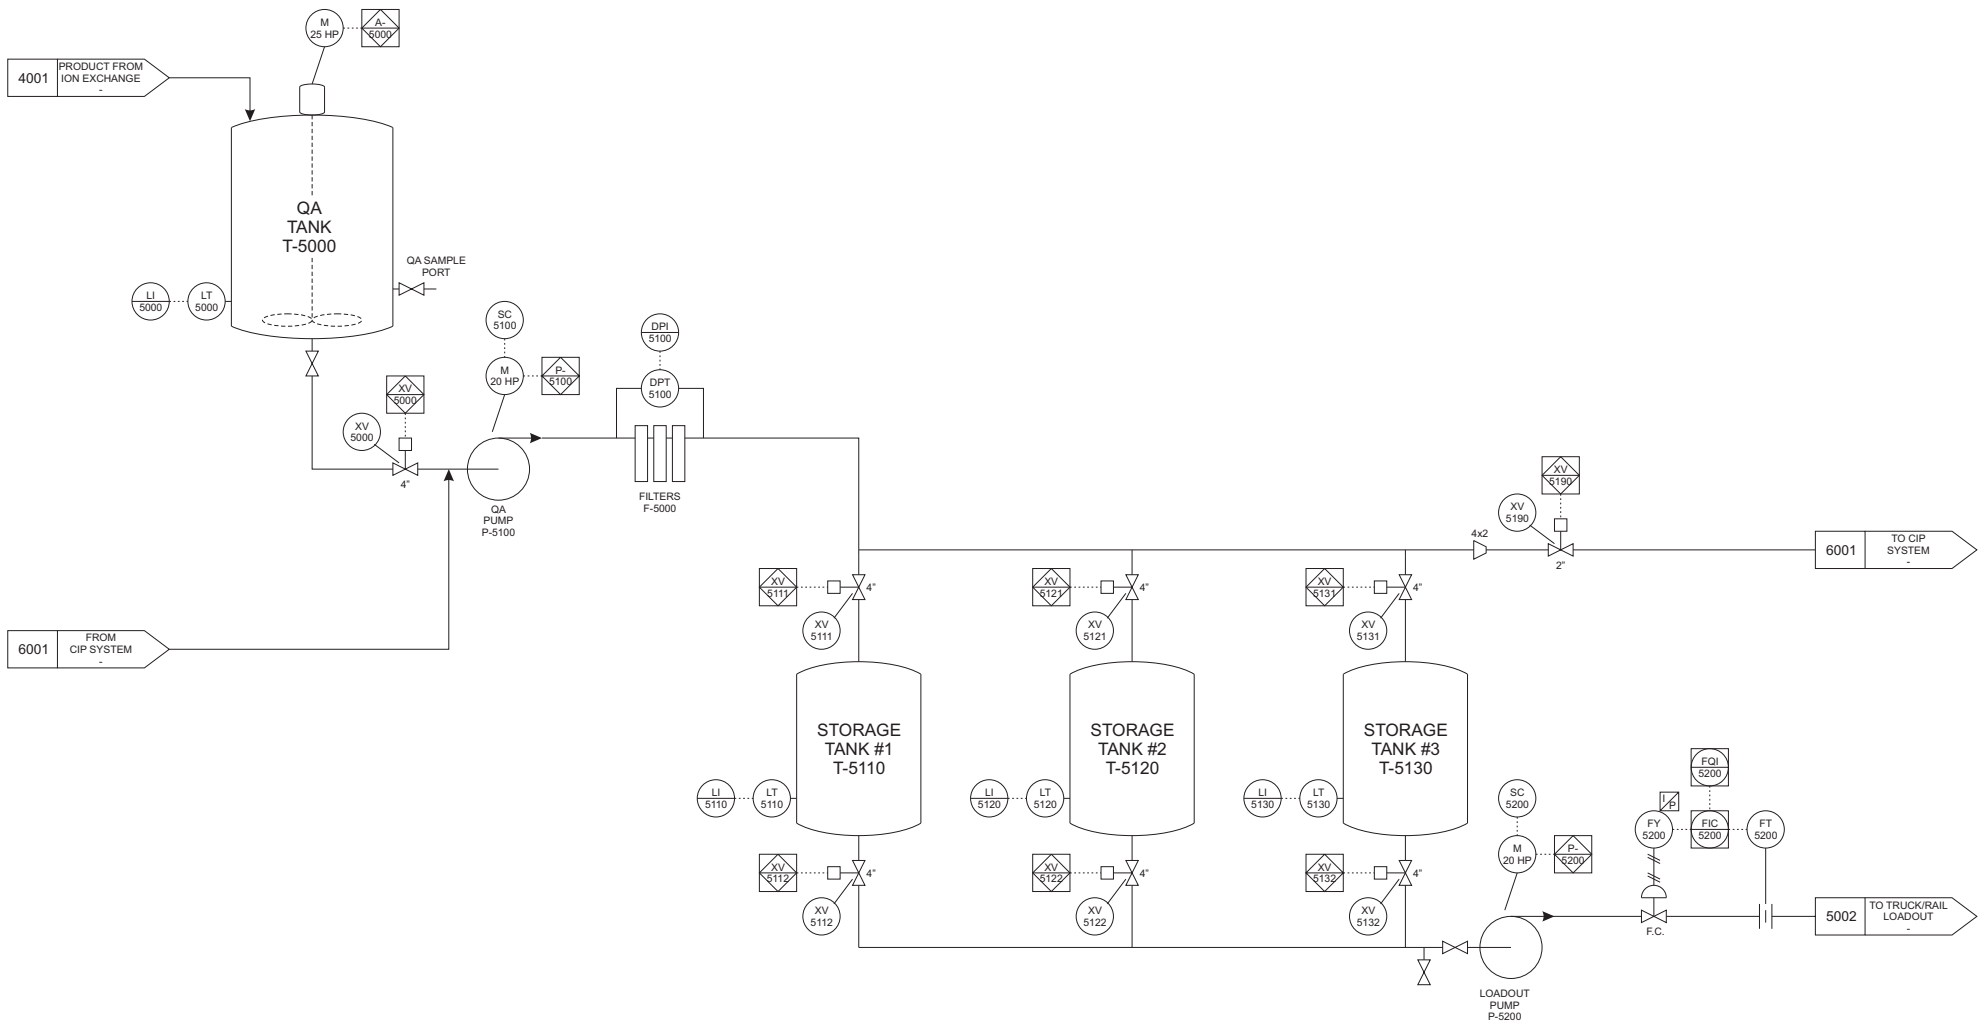 M
25 HP
A-
5000
4001
PRODUCT FROM
ION EXCHANGE
-
QA
TANK
T-5000
QA SAMPLE
PORT
LI
5000
LT
5000
SC
5100
M
20 HP
P-
5100
DPI
5100
DPT
5100
XV
5000
XV
5000
4"
QA
PUMP
P-5100
FILTERS
F-5000
XV
5190
XV
5190
4x2
2"
6001
TO CIP
SYSTEM
-
XV
5111
4"
XV
5111
XV
5121
4"
XV
5121
XV
5131
4"
XV
5131
6001
FROM
CIP SYSTEM
-
STORAGE
TANK #1
T-5110
STORAGE
TANK #2
T-5120
STORAGE
TANK #3
T-5130
LI
5110
LT
5110
LI
5120
LT
5120
LI
5130
LT
5130
SC
5200
M
20 HP
P-
5200
FQI
5200
I
P
FY
5200
FIC
5200
FT
5200
XV
5112
4"
XV
5112
XV
5122
4"
XV
5122
XV
5132
4"
XV
5132
F.C.
5002
TO TRUCK/RAIL
LOADOUT
-
LOADOUT
PUMP
P-5200